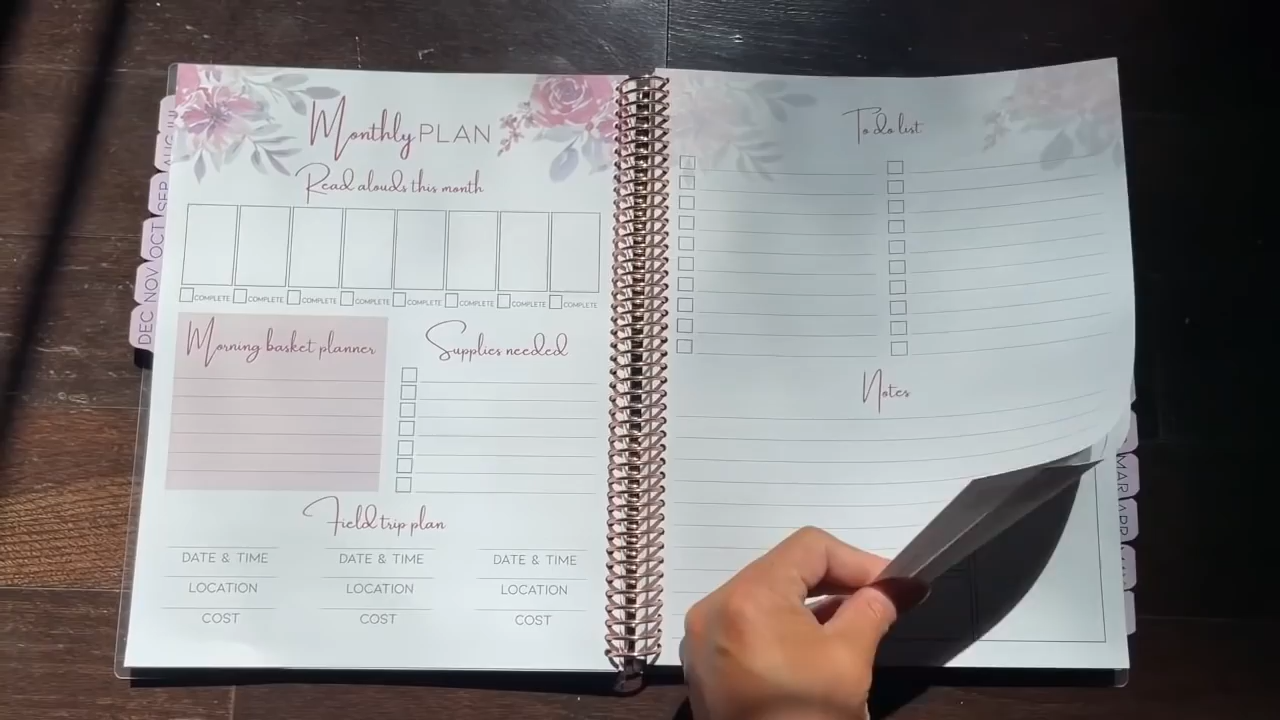 Monthly PLAN
Read alouds this month
COMPLETE COMPLETE COMPLETE COMPLETE COMPLETE COMPLETE COMPLETE COMPLETE
Morning basket planner
Supplies needed
Field trip plan
DATE & TIME DATE & TIME DATE & TIME
LOCATION LOCATION LOCATION
COST COST COST
AUG
SEP
OCT
NOV
DEC
To do list
Notes
MAR
APR